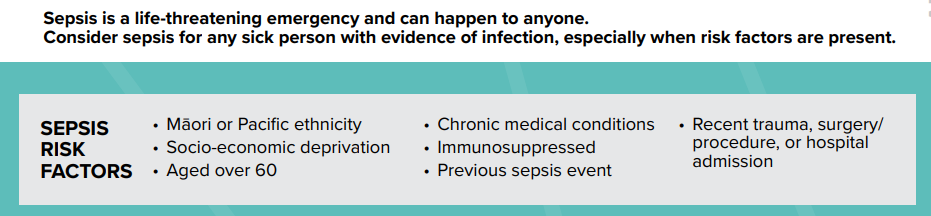 Sepsis is a life-threatening emergency and can happen to anyone.
Consider sepsis for any sick person with evidence of infection, especially when risk factors are present.
SEPSIS
RISK
FACTORS
• Māori or Pacific ethnicity
• Socio-economic deprivation
• Aged over 60
• Chronic medical conditions
• Immunosuppressed
• Previous sepsis event
• Recent trauma, surgery/
procedure, or hospital
admission